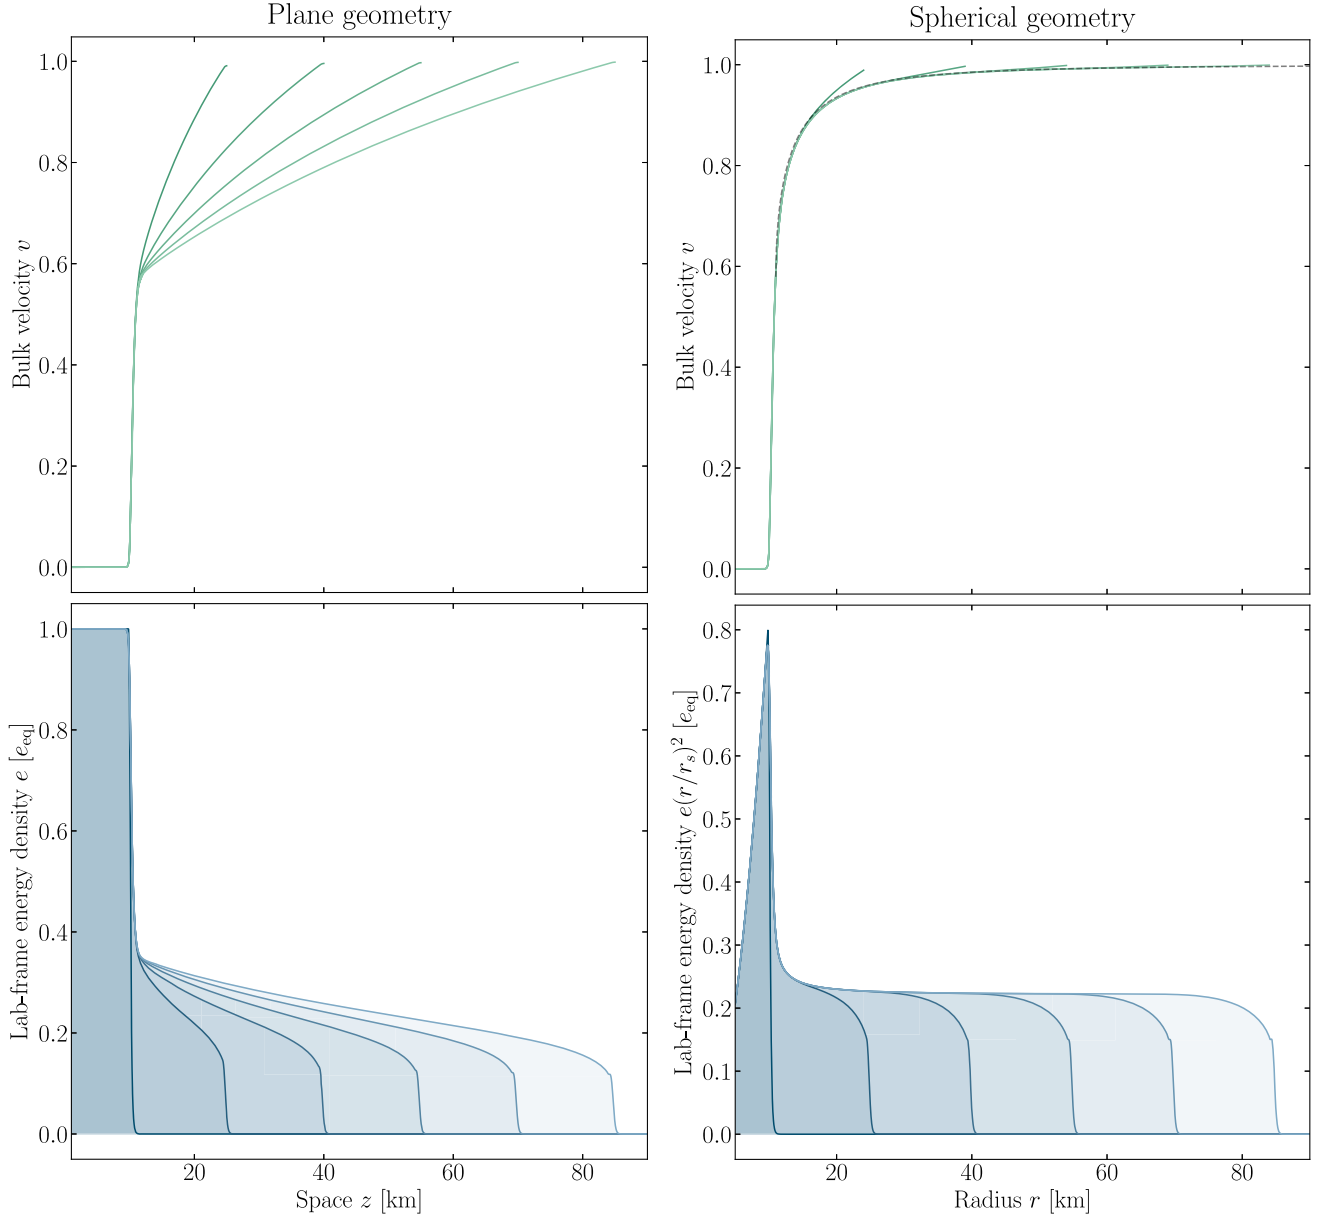 Plane geometry
Spherical geometry
Bulk velocity v
1.0
0.8
0.6
0.4
0.2
0.0
Bulk velocity v
1.0
0.8
0.6
0.4
0.2
0.0
Lab-frame energy density e [e_eq]
1.0
0.8
0.6
0.4
0.2
0.0
20 40 60 80
Space z [km]
Lab-frame energy density e(r/r_s)^2 [e_eq]
0.8
0.7
0.6
0.5
0.4
0.3
0.2
0.1
0.0
20 40 60 80
Radius r [km]